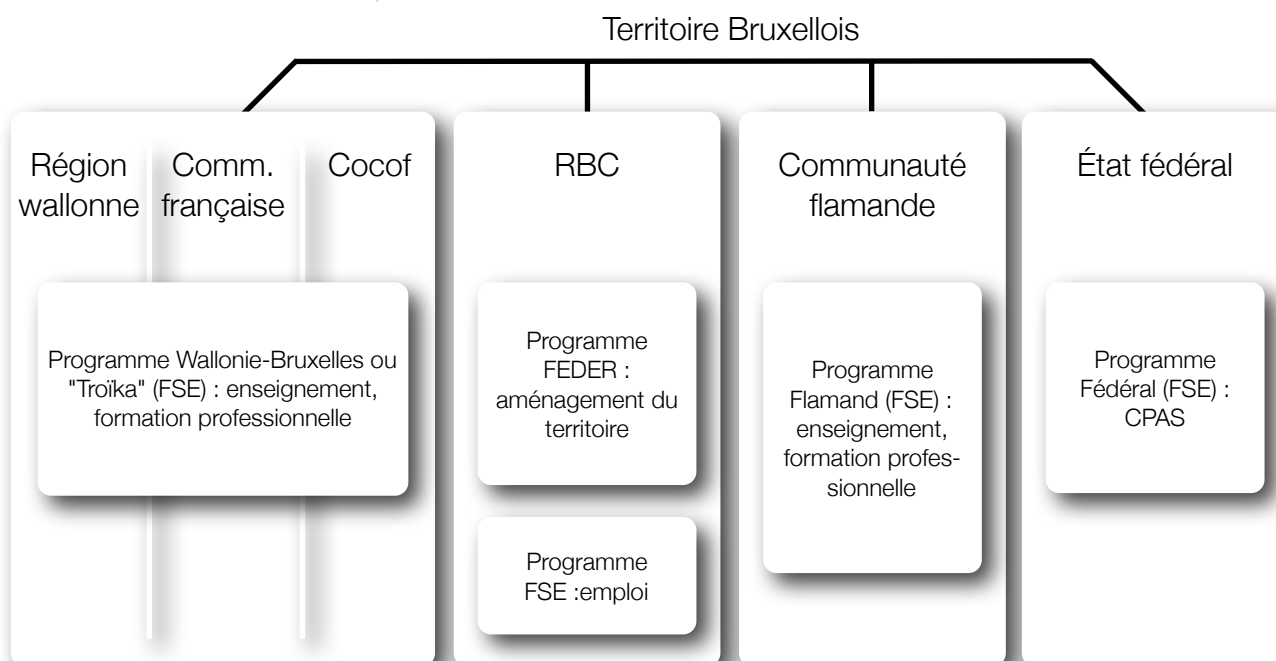 Territoire Bruxellois
Région
wallonne
Comm.
française
Cocof
RBC
Communauté
flamande
État fédéral
Programme Wallonie-Bruxelles ou
"Troïka" (FSE) : enseignement,
formation professionnelle
Programme
FEDER :
aménagement du
territoire
Programme
FSE :emploi
Programme
Flamand (FSE) :
enseignement,
formation profes-
sionnelle
Programme
Fédéral (FSE) :
CPAS